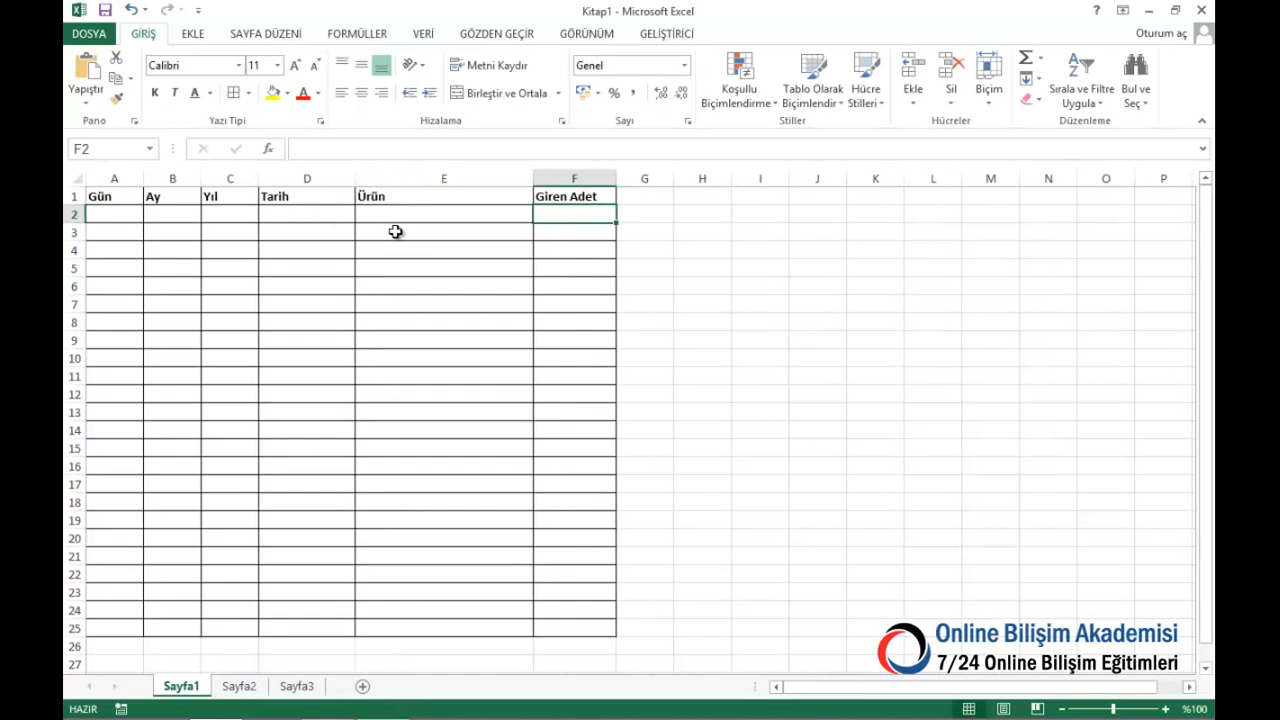 Kitap1 - Microsoft Excel
DOSYA GİRİŞ EKLE SAYFA DÜZENİ FORMÜLLER VERİ GÖZDEN GEÇİR GÖRÜNÜM GELİŞTİRİCİ Oturum aç
Yapıştır
Pano
Calibri 11
K T A
Yazı Tipi
Metni Kaydır
Birleştir ve Ortala
Hizalama
Genel
%
Sayı
Koşullu Biçimlendirme
Tablo Olarak Biçimlendir
Hücre Stilleri
Stiller
Ekle Sil Biçim
Hücreler
Sırala ve Filtre Uygula
Bul ve Seç
Düzenleme
F2 fx
A B C D E F G H I J K L M N O P
1 Gün Ay Yıl Tarih Ürün Giren Adet
2
3
4
5
6
7
8
9
10
11
12
13
14
15
16
17
18
19
20
21
22
23
24
25
26
27
Online Bilişim Akademisi
7/24 Online Bilişim Eğitimleri
Sayfa1 Sayfa2 Sayfa3
HAZIR %100